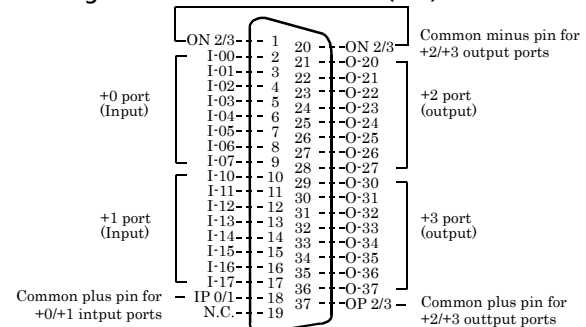 Common minus pin for
+2/+3 output ports
ON 2/3 1 20 ON 2/3
I-00 2 21 O-20
I-01 3 22 O-21
I-02 4 23 O-22
I-03 5 24 O-23
I-04 6 25 O-24
I-05 7 26 O-25
I-06 8 27 O-26
I-07 9 28 O-27
I-10 10 29 O-30
I-11 11 30 O-31
I-12 12 31 O-32
I-13 13 32 O-33
I-14 14 33 O-34
I-15 15 34 O-35
I-16 16 35 O-36
I-17 17 36 O-37
IP 0/1 18 37 OP 2/3
N.C. 19
+0 port
(Input)
+1 port
(Input)
Common plus pin for
+0/+1 intput ports
+2 port
(output)
+3 port
(output)
Common plus pin for
+2/+3 outtput ports